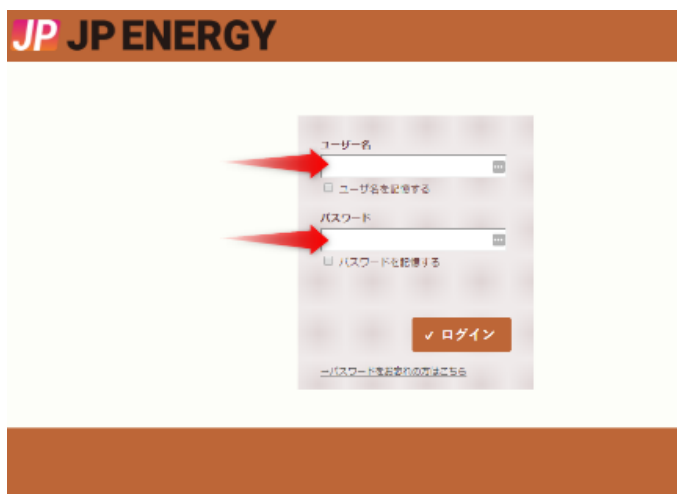 JP JP ENERGY
ユーザー名
ユーザ名を記憶する
パスワード
パスワードを記憶する
✓ ログイン
－パスワードをお忘れの方はこちら